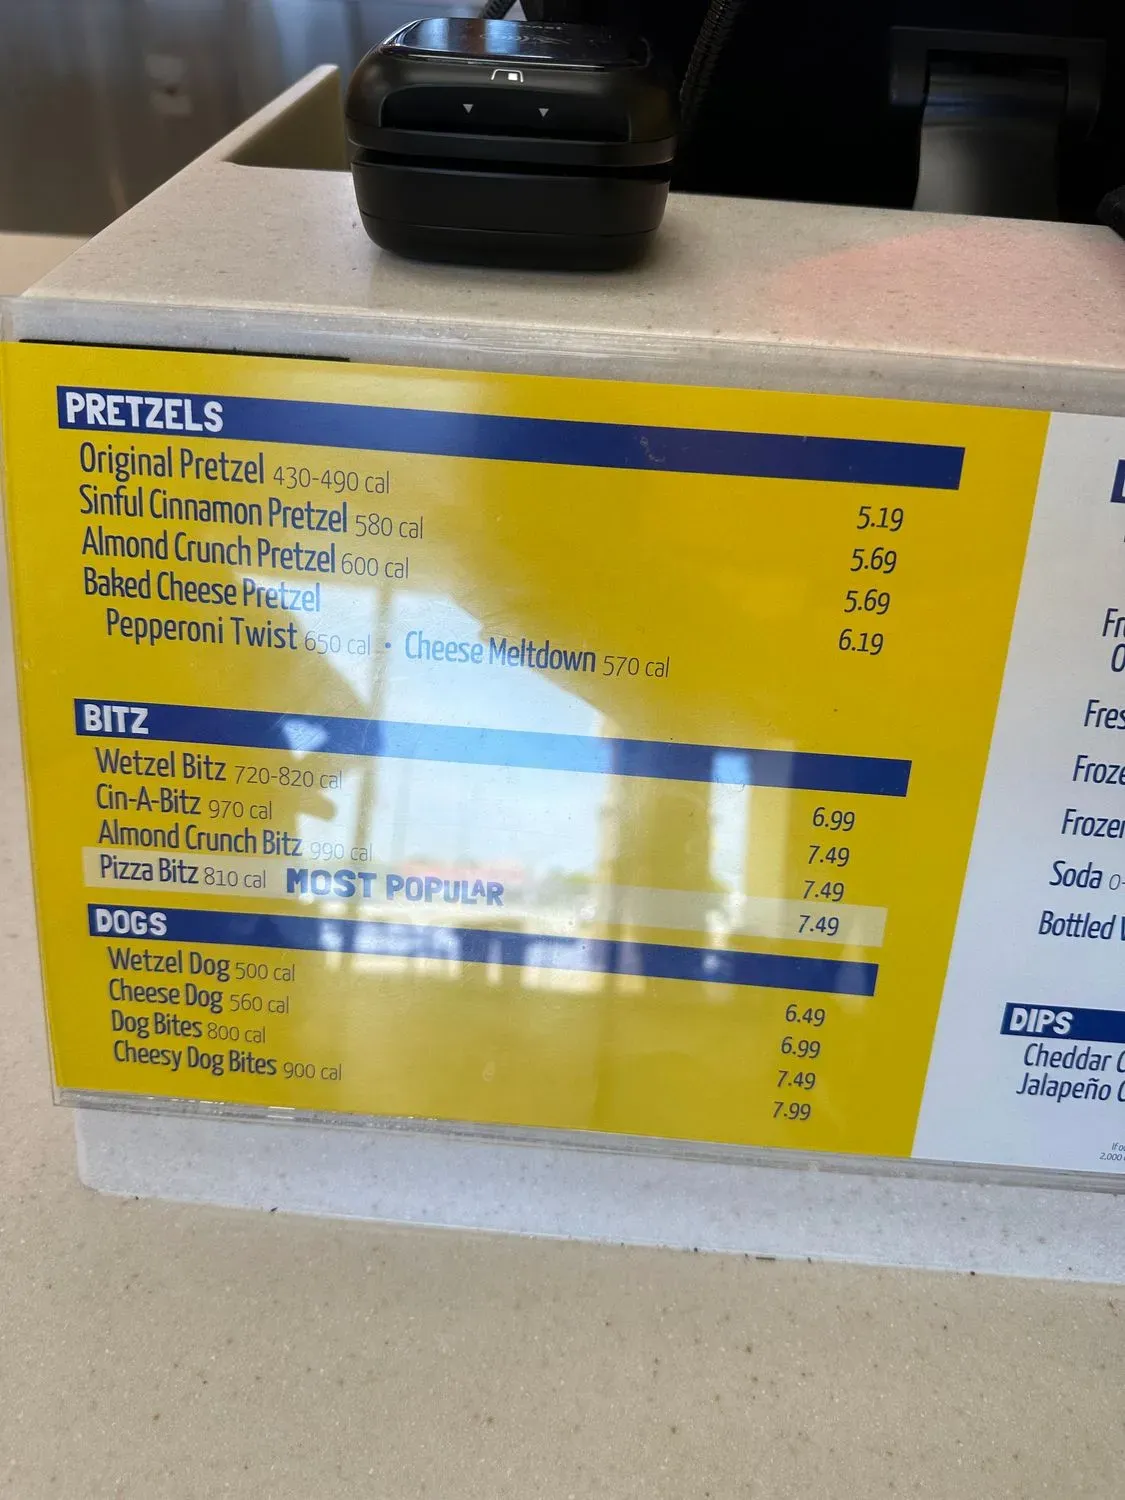 PRETZELS
Original Pretzel 430-490 cal 5.19
Sinful Cinnamon Pretzel 580 cal 5.69
Almond Crunch Pretzel 600 cal 5.69
Baked Cheese Pretzel 6.19
Pepperoni Twist 650 cal • Cheese Meltdown 570 cal
BITZ
Wetzel Bitz 720-820 cal 6.99
Cin-A-Bitz 970 cal 7.49
Almond Crunch Bitz 990 cal 7.49
Pizza Bitz 810 cal MOST POPULAR 7.49
DOGS
Wetzel Dog 500 cal 6.49
Cheese Dog 560 cal 6.99
Dog Bites 800 cal 7.49
Cheesy Dog Bites 900 cal 7.99
Fr
O
Fres
Froze
Frozer
Soda 0-
Bottled
DIPS
Cheddar C
Jalapeño C
If
2,000